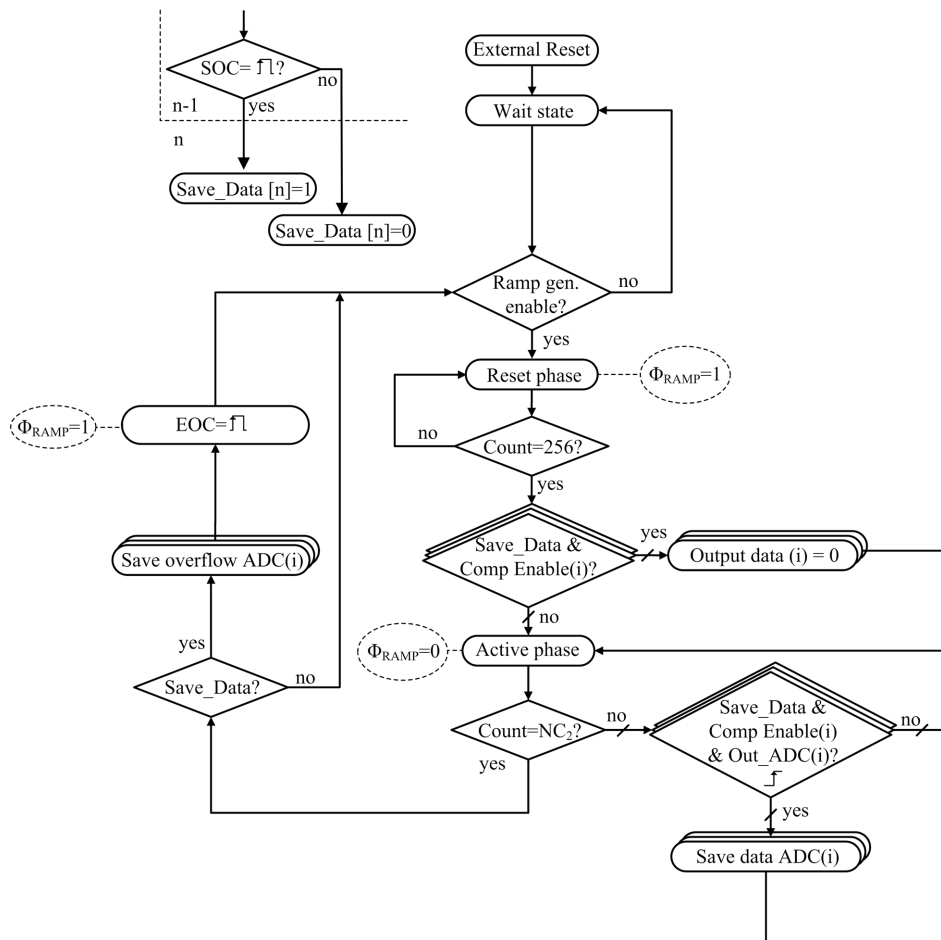 SOC= ?
no
n-1
yes
n
Save_Data [n]=1
Save_Data [n]=0
External Reset
Wait state
Ramp gen.
enable?
no
yes
Reset phase
Φ_RAMP=1
no
Count=256?
yes
Φ_RAMP=1
EOC=
Save_Data &
Comp Enable(i)?
yes
Output data (i) = 0
no
Save overflow ADC(i)
yes
Φ_RAMP=0
Active phase
Save_Data?
no
Count=NC₂?
no
yes
Save_Data &
Comp Enable(i)
& Out_ADC(i)?
no
yes
Save data ADC(i)